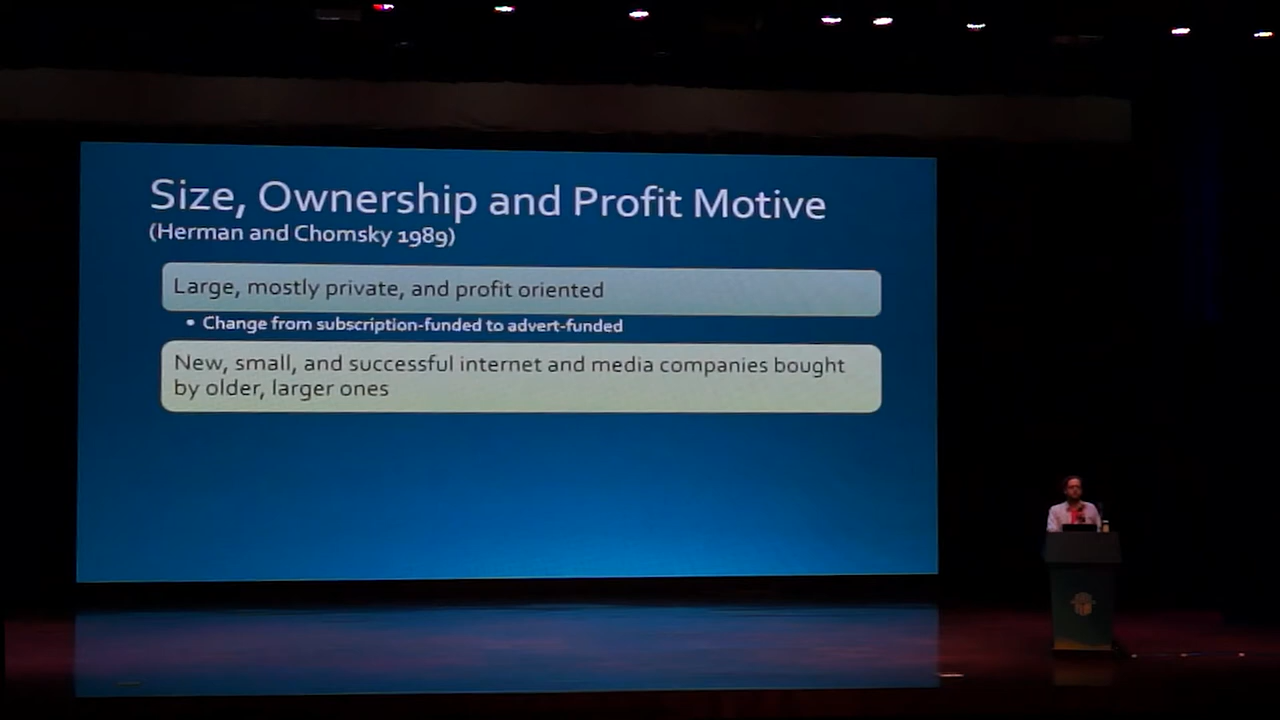 Size, Ownership and Profit Motive
(Herman and Chomsky 1989)
Large, mostly private, and profit oriented
• Change from subscription-funded to advert-funded
New, small, and successful internet and media companies bought
by older, larger ones